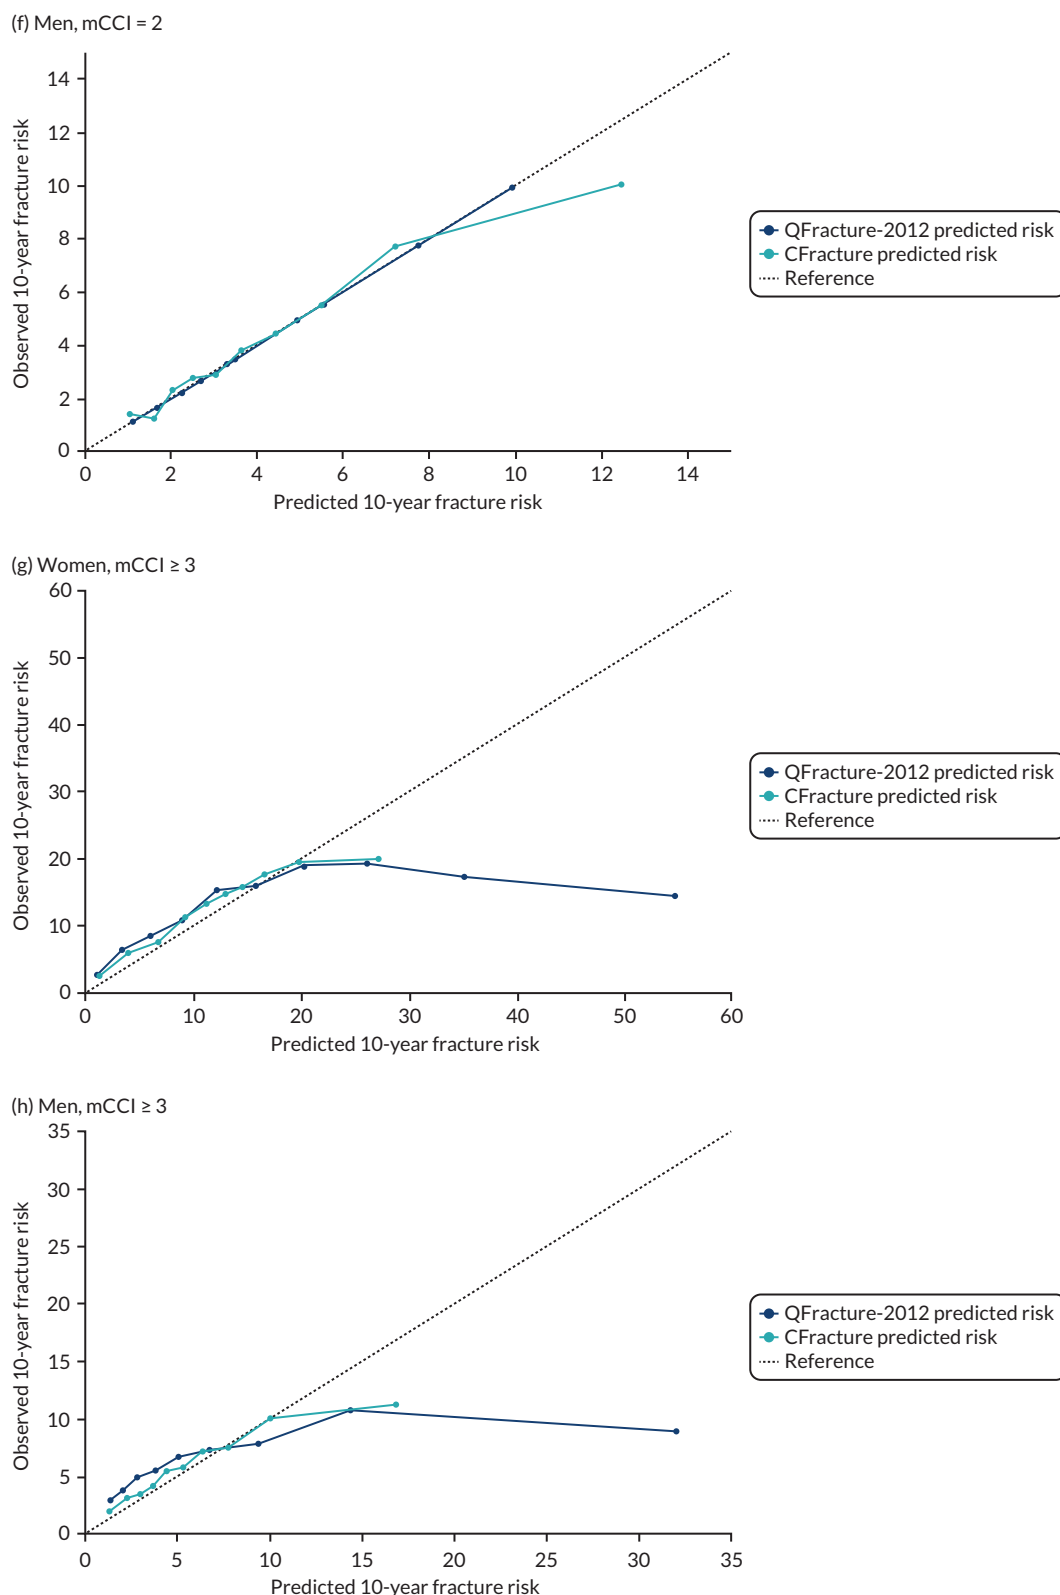 (f) Men, mCCI = 2
14
12
10
8
6
4
2
0
Observed 10-year fracture risk
0 2 4 6 8 10 12 14
Predicted 10-year fracture risk
QFracture-2012 predicted risk
CFracture predicted risk
Reference
(g) Women, mCCI ≥ 3
60
50
40
30
20
10
0
Observed 10-year fracture risk
0 10 20 30 40 50 60
Predicted 10-year fracture risk
QFracture-2012 predicted risk
CFracture predicted risk
Reference
(h) Men, mCCI ≥ 3
35
30
25
20
15
10
5
0
Observed 10-year fracture risk
0 5 10 15 20 25 30 35
Predicted 10-year fracture risk
QFracture-2012 predicted risk
CFracture predicted risk
Reference